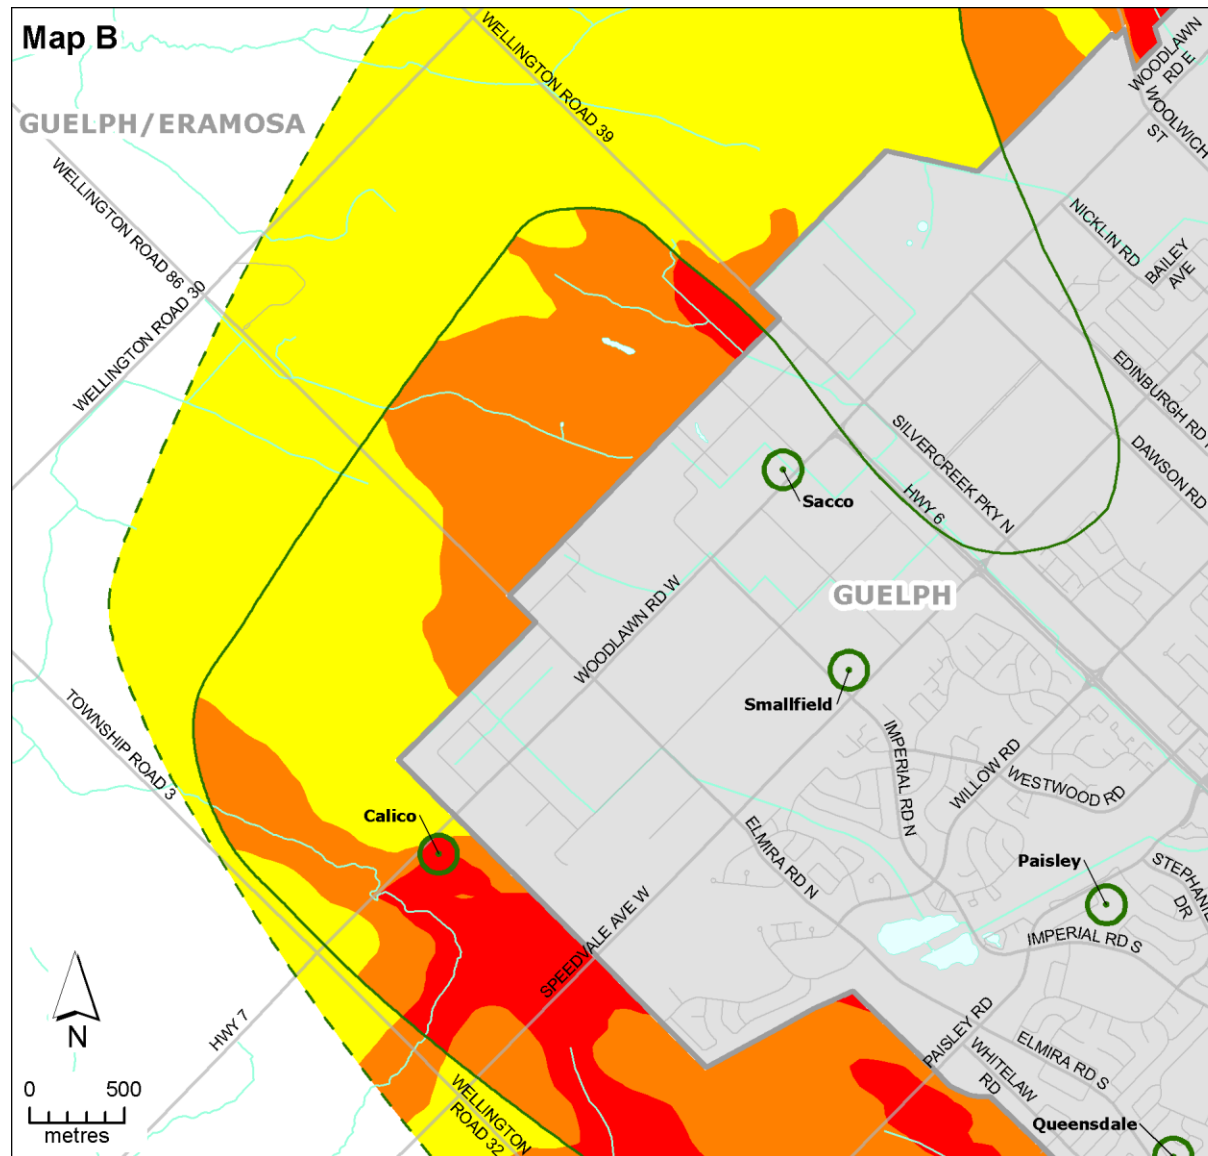 Map B
WELLINGTON ROAD 39
WOODLAWN
RD E
WOOLWICH
ST
GUELPH/ERAMOSA
WELLINGTON ROAD 86
WELLINGTON ROAD 30
NICKLIN RD
BAILEY
AVE
EDINBURGH RD
DAWSON RD
SILVERCREEK PKY N
HWY 6
Sacco
GUELPH
WOODLAWN RD W
Smallfield
TOWNSHIP ROAD 3
IMPERIAL RD N
WILLOW RD
WESTWOOD RD
Calico
ELMIRA RD N
Paisley
STEPHANIE
DR
SPEEDVALE AVE W
IMPERIAL RD S
HWY 7
N
PAISLEY RD
WHITELAW
RD
ELMIRA RD S
WELLINGTON
ROAD 32
0 500
metres
Queensdale